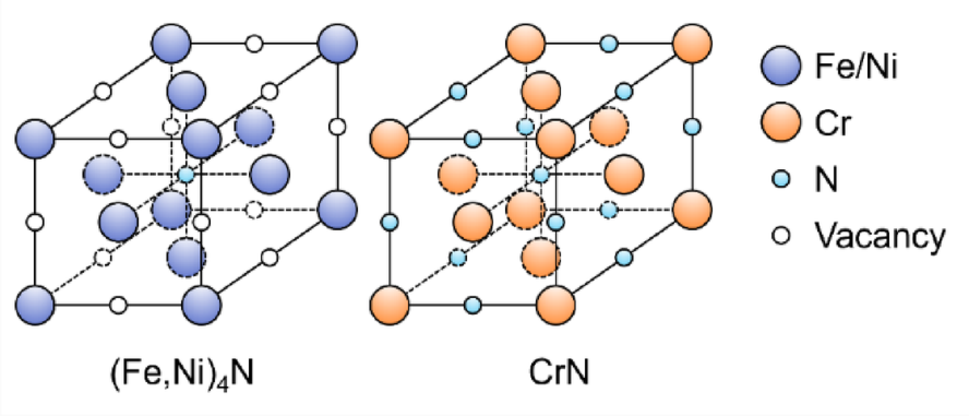 Fe/Ni
Cr
N
Vacancy
(Fe,Ni)₄N
CrN